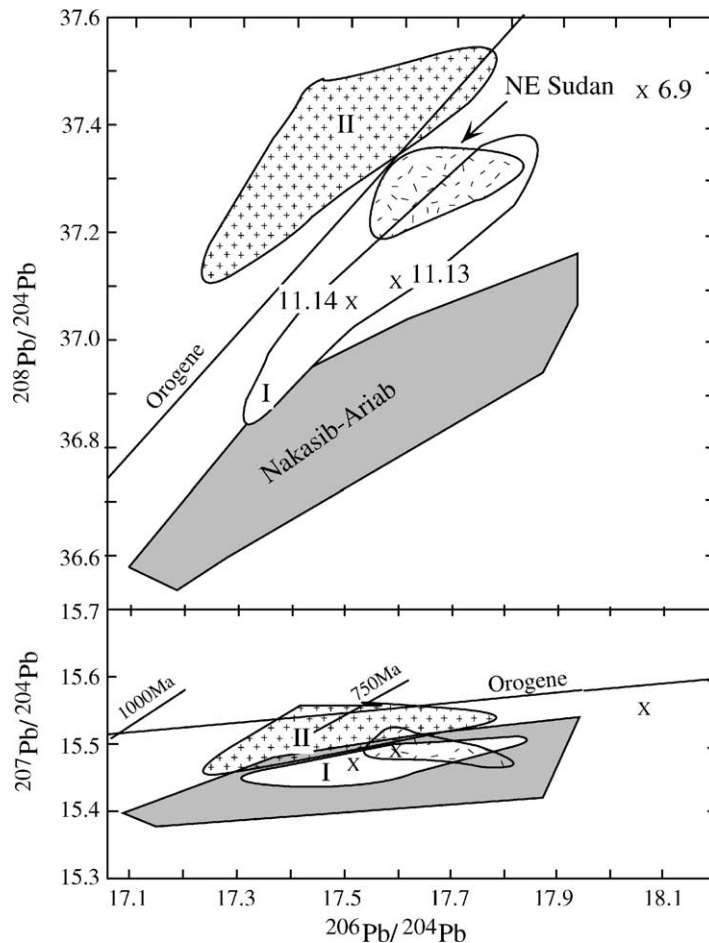 37.6
NE Sudan
x 6.9
37.4
II
37.2
11.14 x
x 11.13
37.0
Orogene
I
36.8
Nakasib-Ariab
36.6
208Pb/ 204Pb
15.7
1000Ma
750Ma
Orogene
15.6
x
II
15.5
I
x
x
15.4
15.3
207Pb/ 204Pb
17.1
17.3
17.5
17.7
17.9
18.1
206Pb/ 204Pb